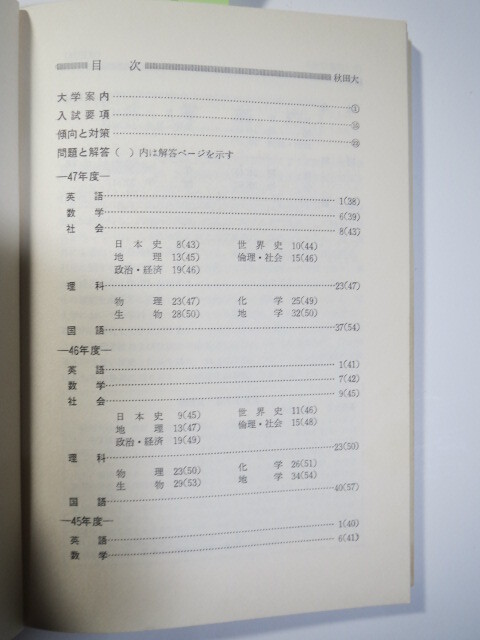 目 次
秋田大
大学案内 ①
入試要項
傾向と対策
問題と解答 ( )内は解答ページを示す
―47年度―
英 語 1(38)
数 学 6(39)
社 会 8(43)
日 本 史 8(43) 世 界 史 10(44)
地 理 13(45) 倫理・社会 15(46)
政治・経済 19(46)
理 科 23(47)
物 理 23(47) 化 学 25(49)
生 物 28(50) 地 学 32(50)
国 語 37(54)
―46年度―
英 語 1(41)
数 学 7(42)
社 会 9(45)
日 本 史 9(45) 世 界 史 11(46)
地 理 13(47) 倫理・社会 15(48)
政治・経済 19(49)
理 科 23(50)
物 理 23(50) 化 学 26(51)
生 物 29(53) 地 学 34(54)
国 語 40(57)
―45年度―
英 語 1(40)
数 学 6(41)